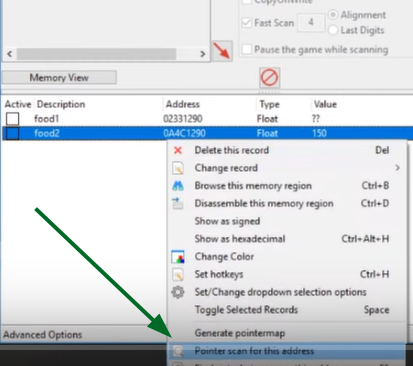 CopyOnWrite
Fast Scan 4 Alignment
Last Digits
Pause the game while scanning
Memory View
Active Description Address Type Value
food1 02331290 Float ??
food2 0A4C1290 Float 150
Delete this record Del
Change record
Browse this memory region Ctrl+B
Disassemble this memory region Ctrl+D
Show as signed
Show as hexadecimal Ctrl+Alt+H
Change Color
Set hotkeys Ctrl+H
Set/Change dropdown selection options
Toggle Selected Records Space
Generate pointermap
Advanced Options
Pointer scan for this address